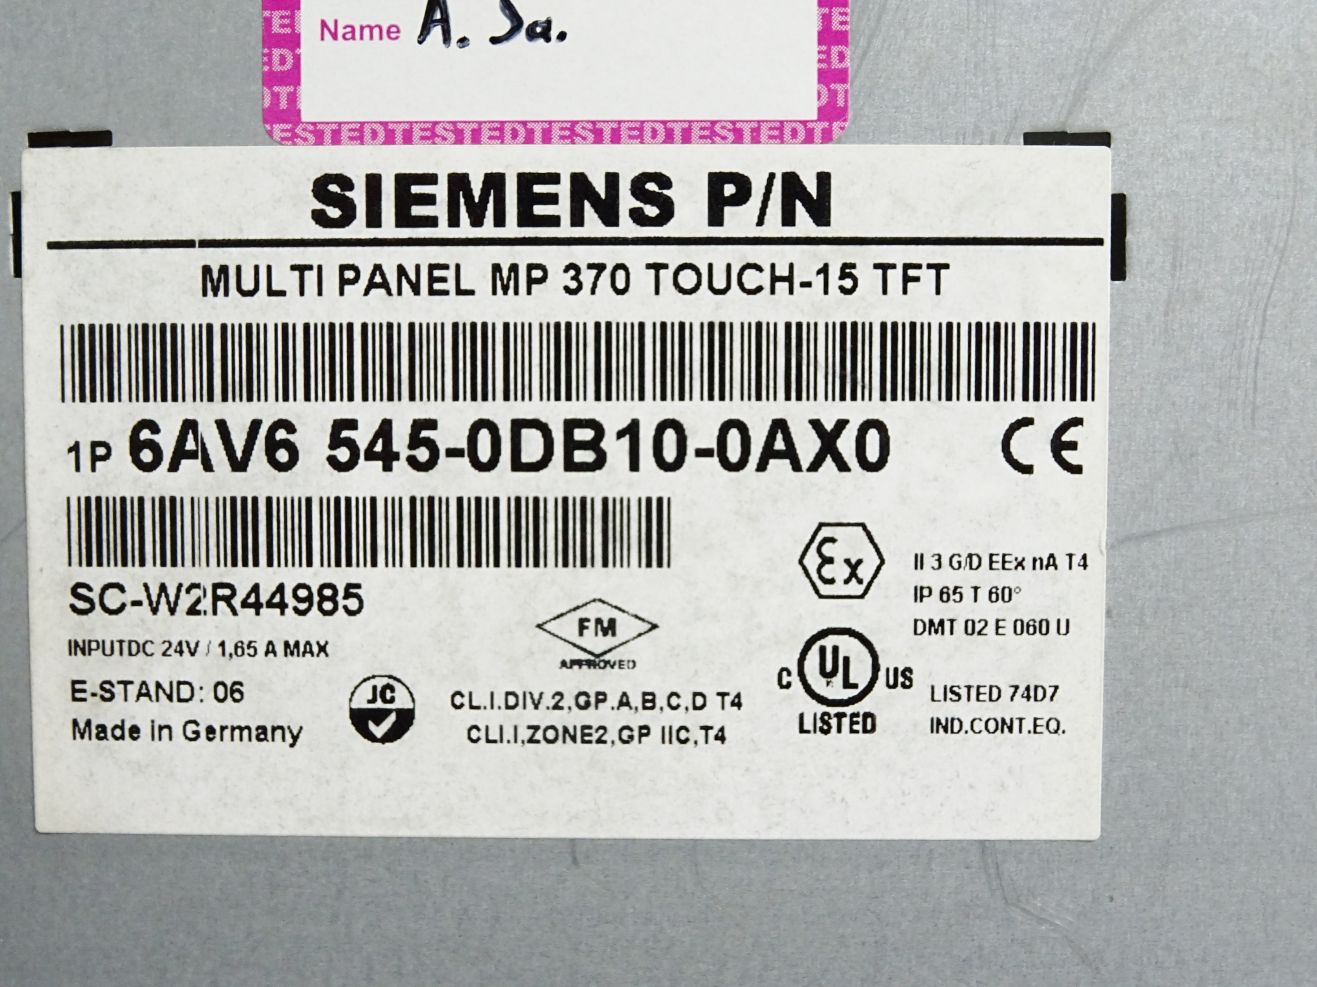 Name A. Ja.
TESTEDTESTEDTESTEDTESTEDTESTEDTE
SIEMENS P/N
MULTI PANEL MP 370 TOUCH-15 TFT
1P 6AV6 545-0DB10-0AX0 CE
SC-W2R44985
INPUTDC 24V / 1,65 A MAX
E-STAND: 06
Made in Germany
JC
FM
APPROVED
CL.I.DIV.2,GP.A,B,C,D T4
CLI.I,ZONE2,GP IIC,T4
Ex
II 3 G/D EEx nA T4
IP 65 T 60°
DMT 02 E 060 U
C UL US
LISTED
LISTED 74D7
IND.CONT.EQ.